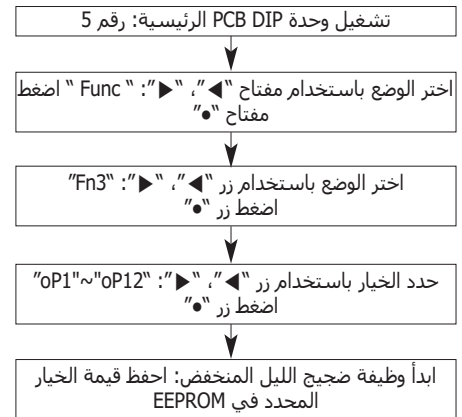 تشغيل وحدة PCB DIP الرئيسية: رقم 5
اختر الوضع باستخدام مفتاح “◀”، “▶”: “ Func “ اضغط
مفتاح “●”
اختر الوضع باستخدام زر “◀”، “▶”: “Fn3”
اضغط زر “●”
حدد الخيار باستخدام زر “◀”، “▶”: “oP1"~"oP12”
اضغط زر “●”
ابدأ وظيفة ضجيج الليل المنخفض: احفظ قيمة الخيار
المحدد في EEPROM